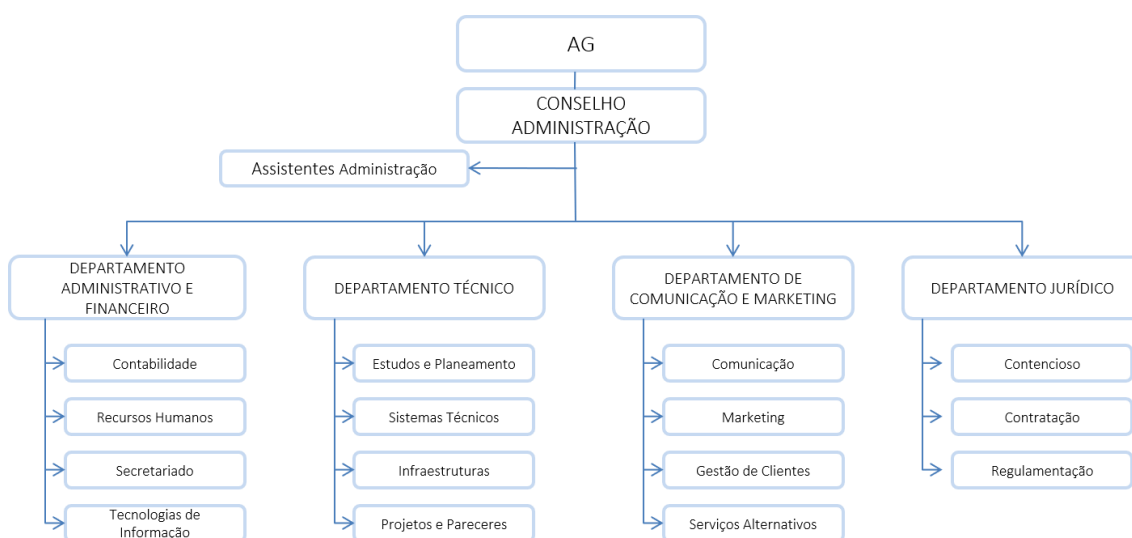 AG
CONSELHO
ADMINISTRAÇÃO
Assistentes Administração
DEPARTAMENTO
ADMINISTRATIVO E
FINANCEIRO
Contabilidade
Recursos Humanos
Secretariado
Tecnologias de
Informação
DEPARTAMENTO TÉCNICO
Estudos e Planeamento
Sistemas Técnicos
Infraestruturas
Projetos e Pareceres
DEPARTAMENTO DE
COMUNICAÇÃO E MARKETING
Comunicação
Marketing
Gestão de Clientes
Serviços Alternativos
DEPARTAMENTO JURÍDICO
Contencioso
Contratação
Regulamentação